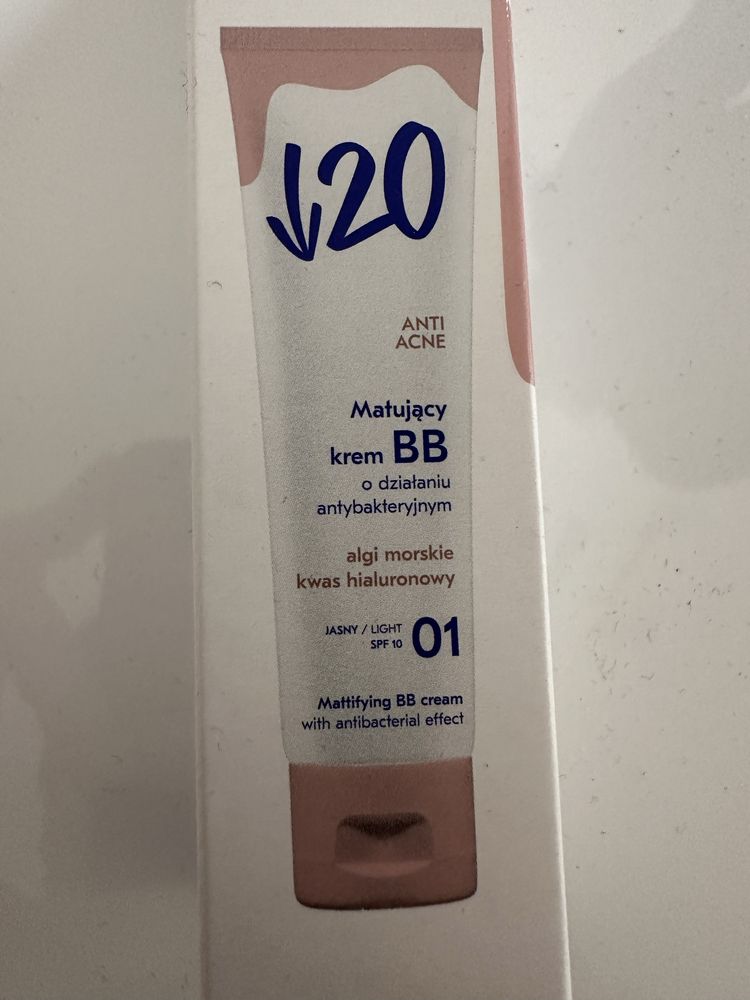 ↓20
ANTI
ACNE
Matujący
krem BB
o działaniu
antybakteryjnym
algi morskie
kwas hialuronowy
JASNY / LIGHT
SPF 10
01
Mattifying BB cream
with antibacterial effect